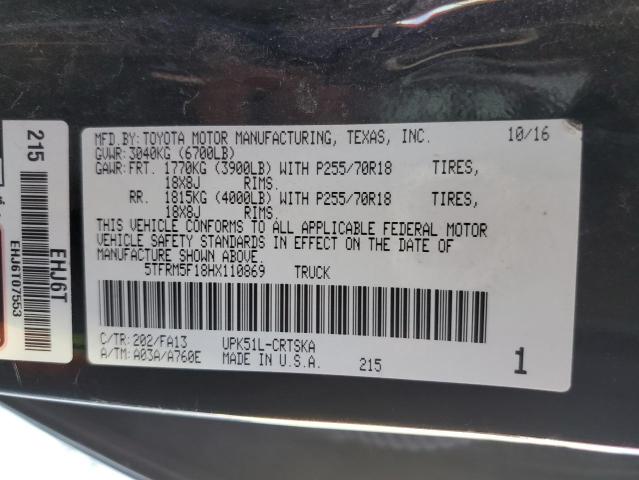 MFD.BY:TOYOTA MOTOR MANUFACTURING, TEXAS, INC. 10/16
GVWR:3040KG (6700LB)
GAWR:FRT. 1770KG (3900LB) WITH P255/70R18 TIRES,
18X8J RIMS.
RR. 1815KG (4000LB) WITH P255/70R18 TIRES,
18X8J RIMS.
THIS VEHICLE CONFORMS TO ALL APPLICABLE FEDERAL MOTOR
VEHICLE SAFETY STANDARDS IN EFFECT ON THE DATE OF
MANUFACTURE SHOWN ABOVE.
5TFRM5F18HX110869 TRUCK
C/TR:202/FA13 UPK51L-CRTSKA
A/TM:A03A/A760E MADE IN U.S.A. 215 1
215
EHJ6T
EHJ6T07553